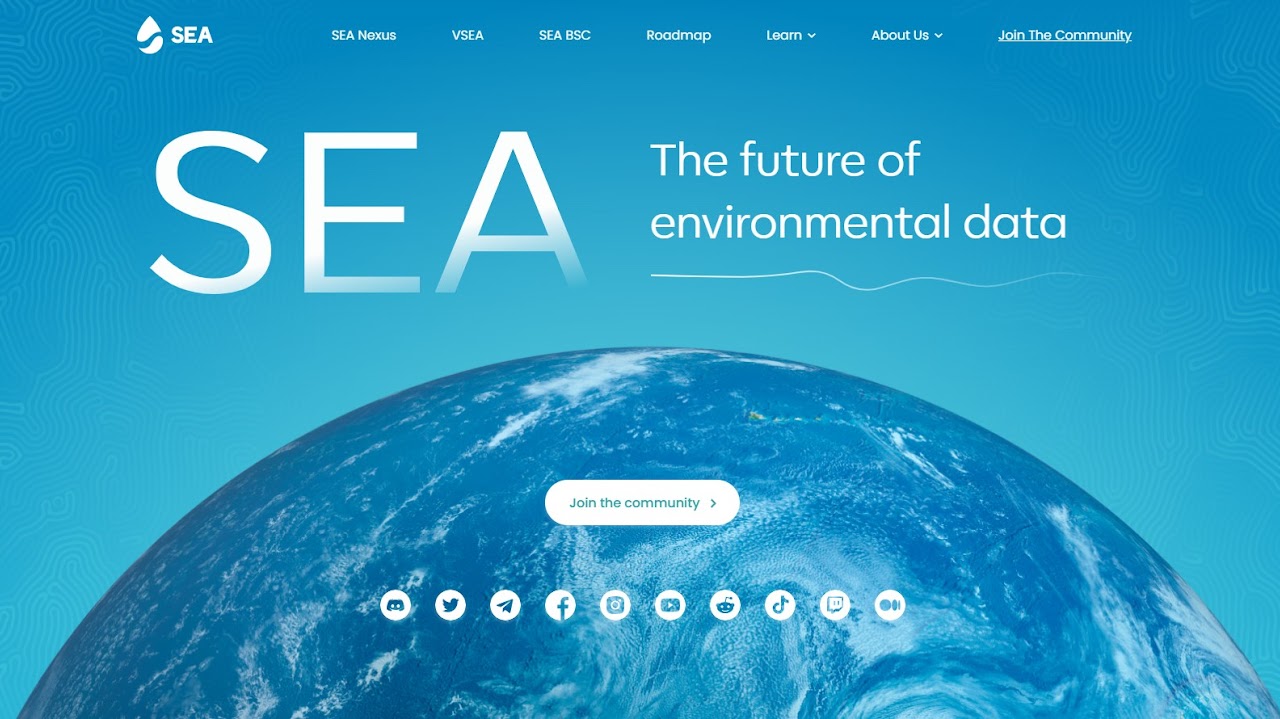 SEA
SEA Nexus
VSEA
SEA BSC
Roadmap
Learn
About Us
Join The Community
SEA
The future of
environmental data
Join the community